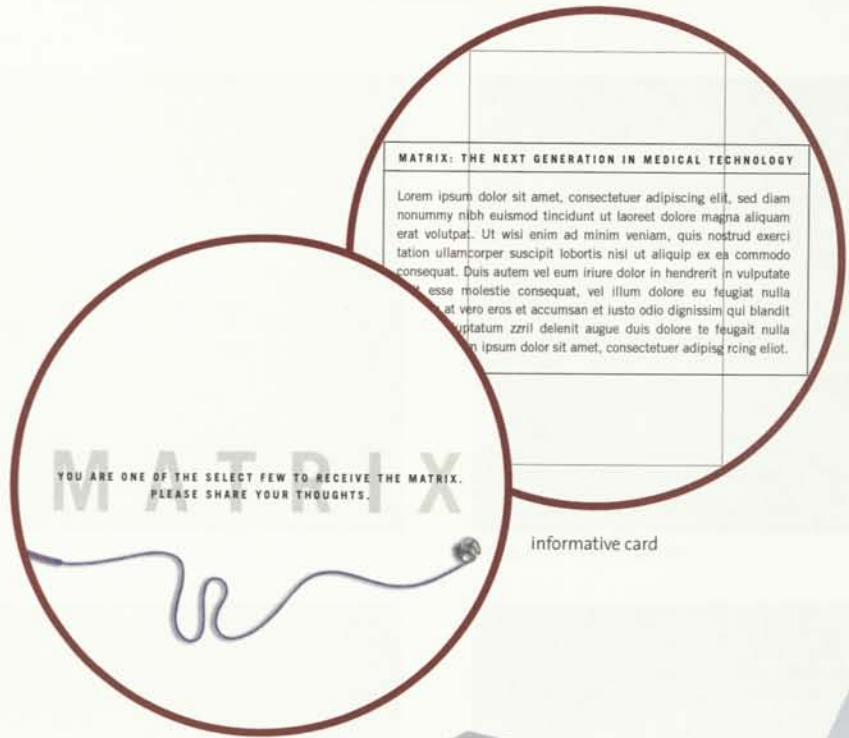 MATRIX: THE NEXT GENERATION IN MEDICAL TECHNOLOGY
Lorem ipsum dolor sit amet, consectetuer adipiscing elit, sed diam
nonummy nibh euismod tincidunt ut laoreet dolore magna aliquam
erat volutpat. Ut wisi enim ad minim veniam, quis nostrud exerci
tation ullamcorper suscipit lobortis nisl ut aliquip ex ea commodo
consequat. Duis autem vel eum iriure dolor in hendrerit in vulputate
esse molestie consequat, vel illum dolore eu feugiat nulla
at vero eros et accumsan et iusto odio dignissim qui blandit
uptatum zzril delenit augue duis dolore te feugait nulla
ipsum dolor sit amet, consectetuer adipisg rcing eliot.
MATRIX
YOU ARE ONE OF THE SELECT FEW TO RECEIVE THE MATRIX.
PLEASE SHARE YOUR THOUGHTS.
informative card